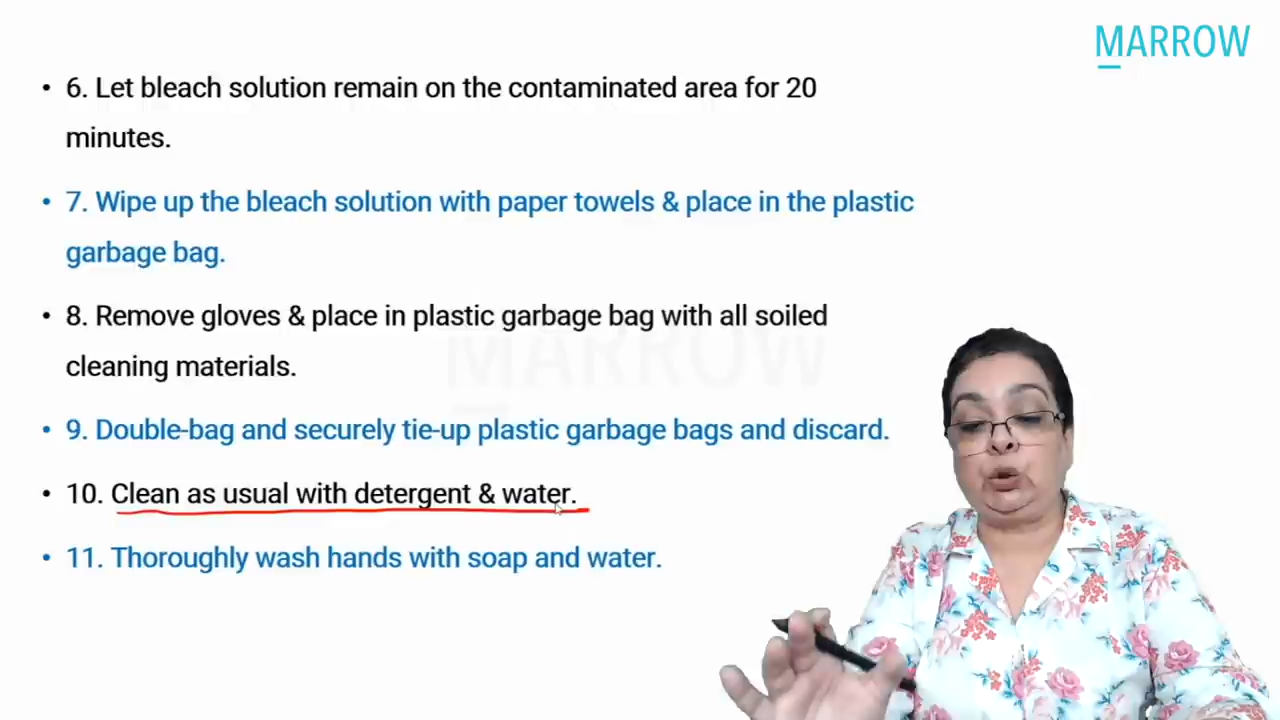 MARROW
• 6. Let bleach solution remain on the contaminated area for 20
minutes.
• 7. Wipe up the bleach solution with paper towels & place in the plastic
garbage bag.
• 8. Remove gloves & place in plastic garbage bag with all soiled
cleaning materials.
MARROW
• 9. Double-bag and securely tie-up plastic garbage bags and discard.
• 10. Clean as usual with detergent & water.
• 11. Thoroughly wash hands with soap and water.